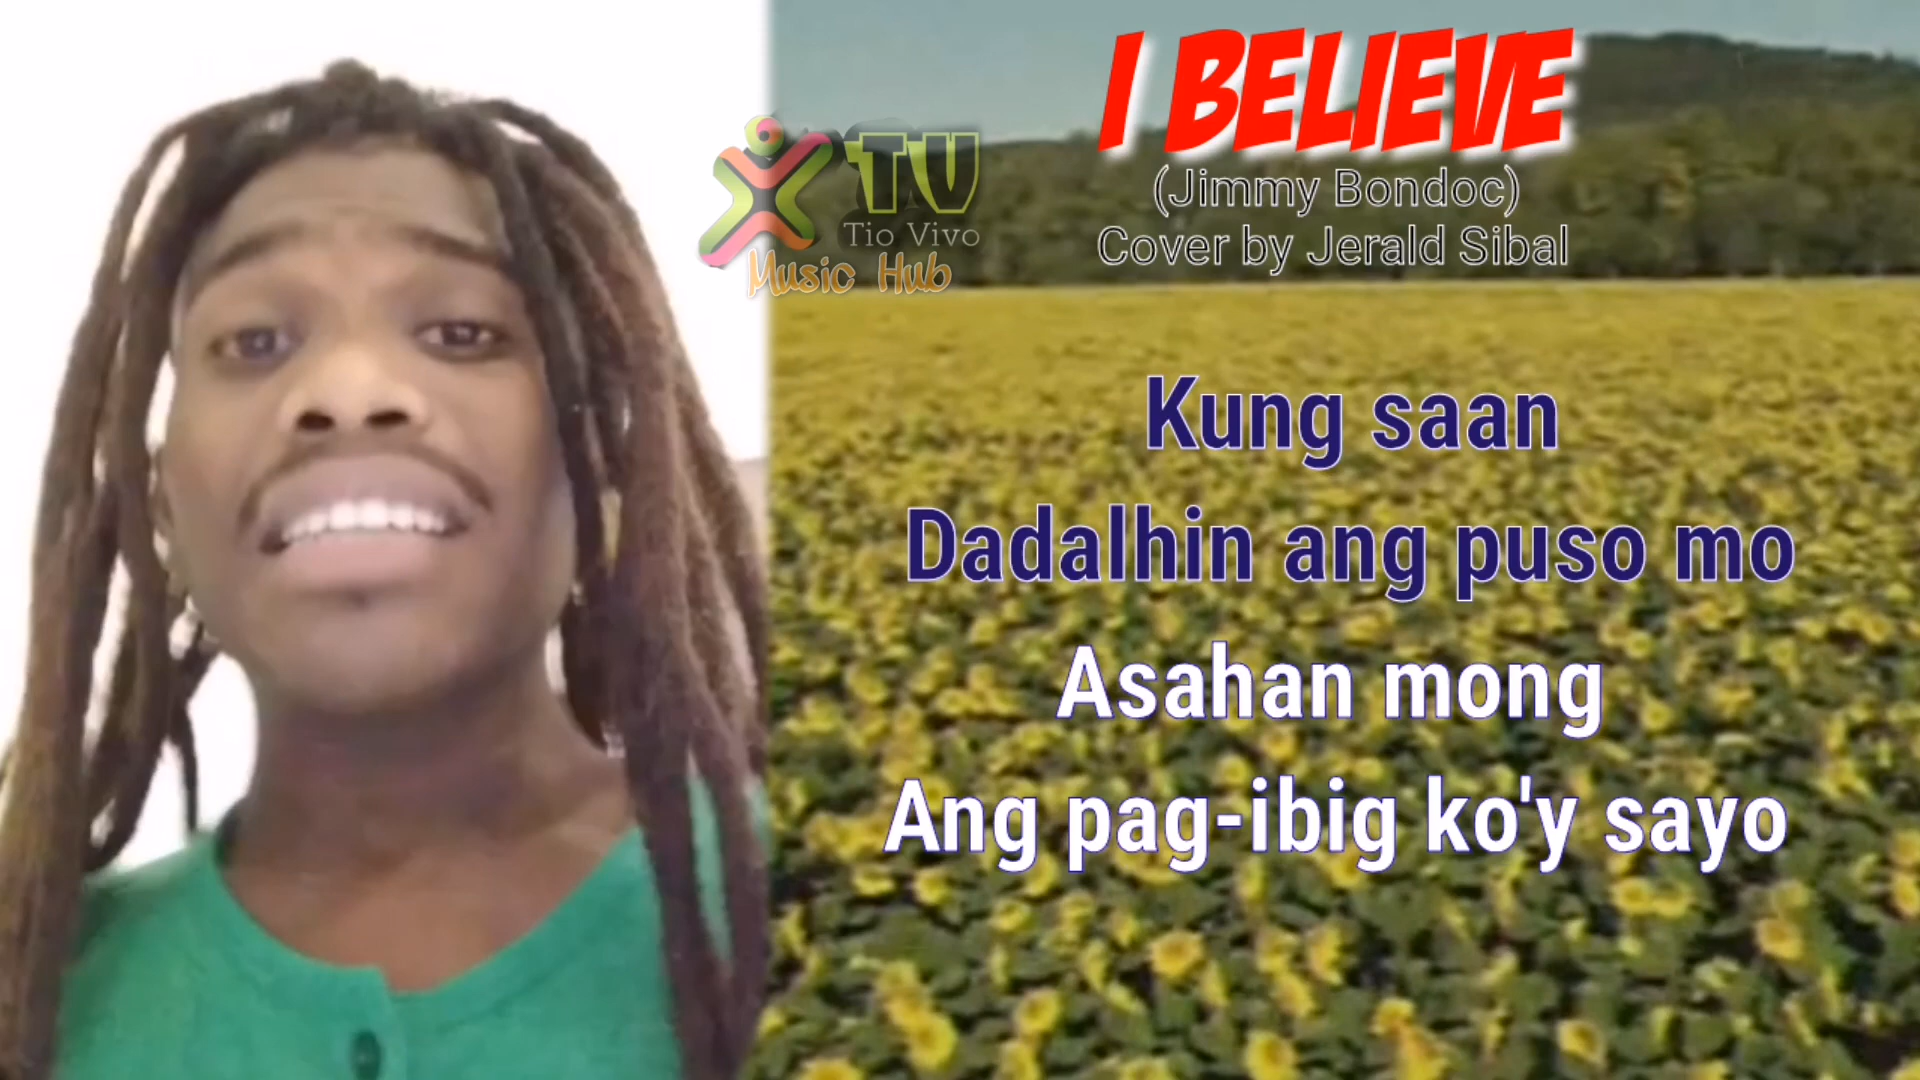 I BELIEVE
(Jimmy Bondoc)
Cover by Jerald Sibal
TV
Tio Vivo
Music Hub
Kung saan
Dadalhin ang puso mo
Asahan mong
Ang pag-ibig ko'y sayo